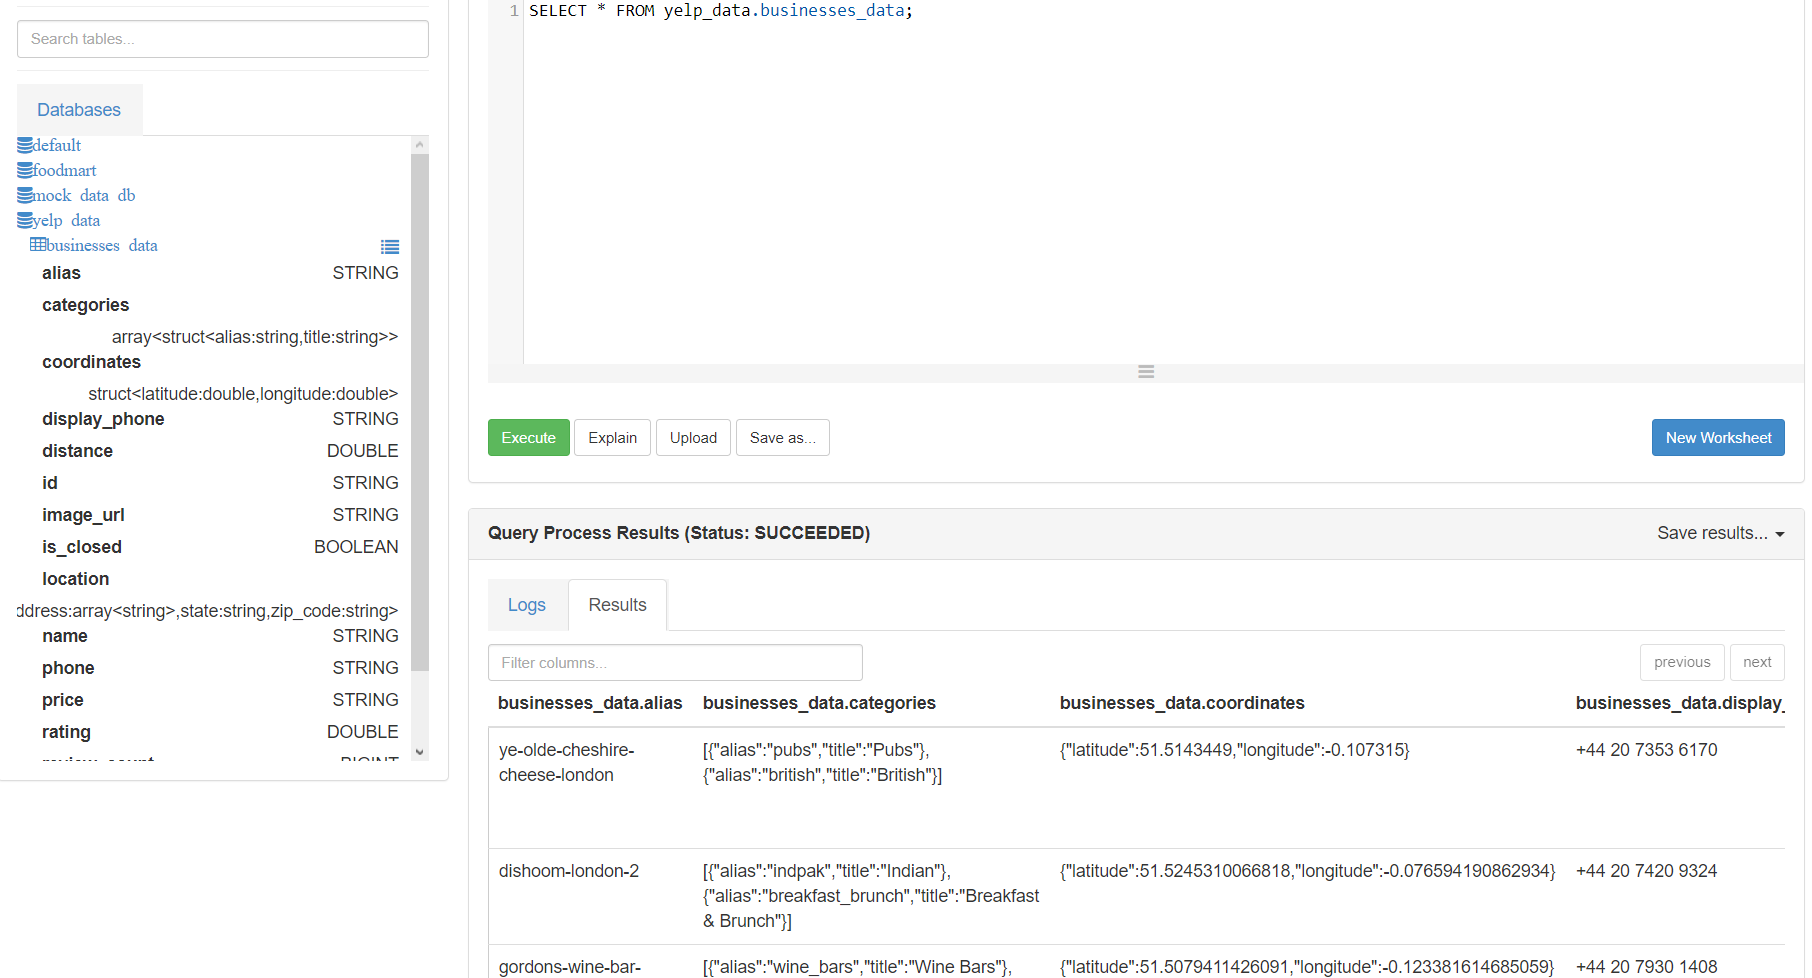 1 SELECT * FROM yelp_data.businesses_data;
Search tables...
Databases
default
foodmart
mock_data_db
yelp_data
businesses_data
alias STRING
categories
array<struct<alias:string,title:string>>
coordinates
struct<latitude:double,longitude:double>
display_phone STRING
distance DOUBLE
id STRING
image_url STRING
is_closed BOOLEAN
location
ddress:array<string>,state:string,zip_code:string>
name STRING
phone STRING
price STRING
rating DOUBLE
review_count BIGINT
Execute Explain Upload Save as... New Worksheet
Query Process Results (Status: SUCCEEDED) Save results...
Logs Results
Filter columns... previous next
businesses_data.alias businesses_data.categories businesses_data.coordinates businesses_data.display_
ye-olde-cheshire- [{"alias":"pubs","title":"Pubs"}, {"latitude":51.5143449,"longitude":-0.107315} +44 20 7353 6170
cheese-london {"alias":"british","title":"British"}]
dishoom-london-2 [{"alias":"indpak","title":"Indian"}, {"latitude":51.5245310066818,"longitude":-0.076594190862934} +44 20 7420 9324
{"alias":"breakfast_brunch","title":"Breakfast
& Brunch"}]
gordons-wine-bar- [{"alias":"wine_bars","title":"Wine Bars"}, {"latitude":51.5079411426091,"longitude":-0.123381614685059} +44 20 7930 1408